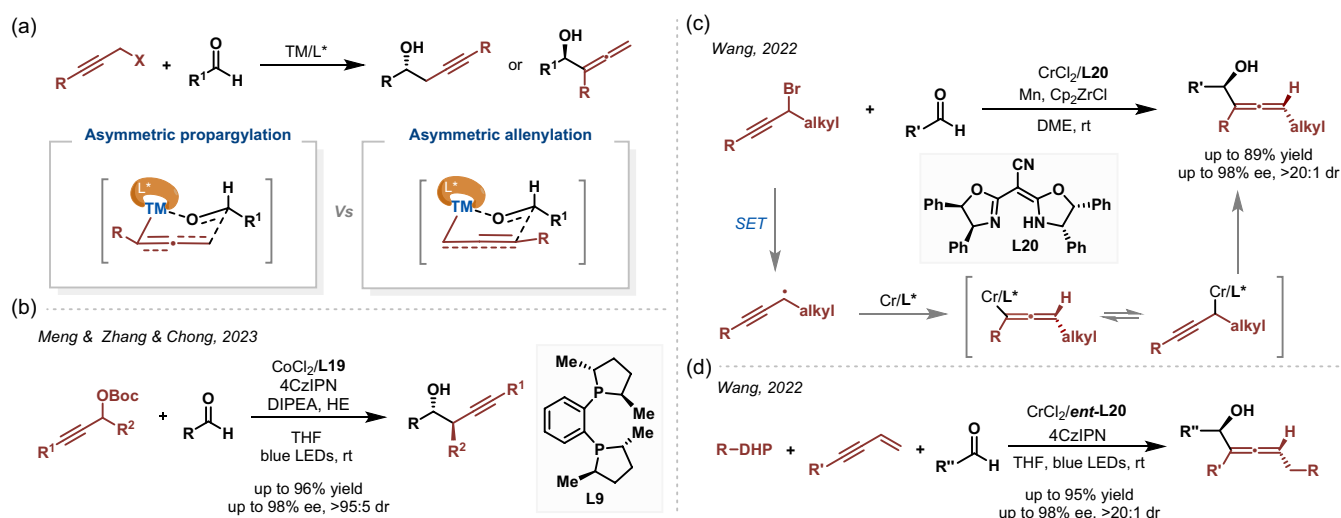 (a)
X
R
+
O
R¹
H
TM/L*
OH
R¹
R
or
OH
R¹
R
Asymmetric propargylation
L*
TM
R
O
H
R¹
Vs
Asymmetric allenylation
L*
TM
O
H
R¹
R
(b)
Meng & Zhang & Chong, 2023
OBoc
R¹
R²
+
O
R
H
CoCl₂/L19
4CzIPN
DIPEA, HE
THF
blue LEDs, rt
OH
R
R²
R¹
up to 96% yield
up to 98% ee, >95:5 dr
Me
P
Me
P
Me
Me
L9
(c)
Wang, 2022
Br
R
alkyl
+
O
R'
H
CrCl₂/L20
Mn, Cp₂ZrCl
DME, rt
OH
R'
R
H
alkyl
up to 89% yield
up to 98% ee, >20:1 dr
CN
Ph
O
O
Ph
Ph
N
HN
Ph
L20
SET
R
alkyl
Cr/L*
Cr/L*
R
H
alkyl
Cr/L*
R
alkyl
(d)
Wang, 2022
R–DHP
+
R'
+
O
R"
H
CrCl₂/ent-L20
4CzIPN
THF, blue LEDs, rt
OH
R"
R'
H
R
up to 95% yield
up to 98% ee, >20:1 dr